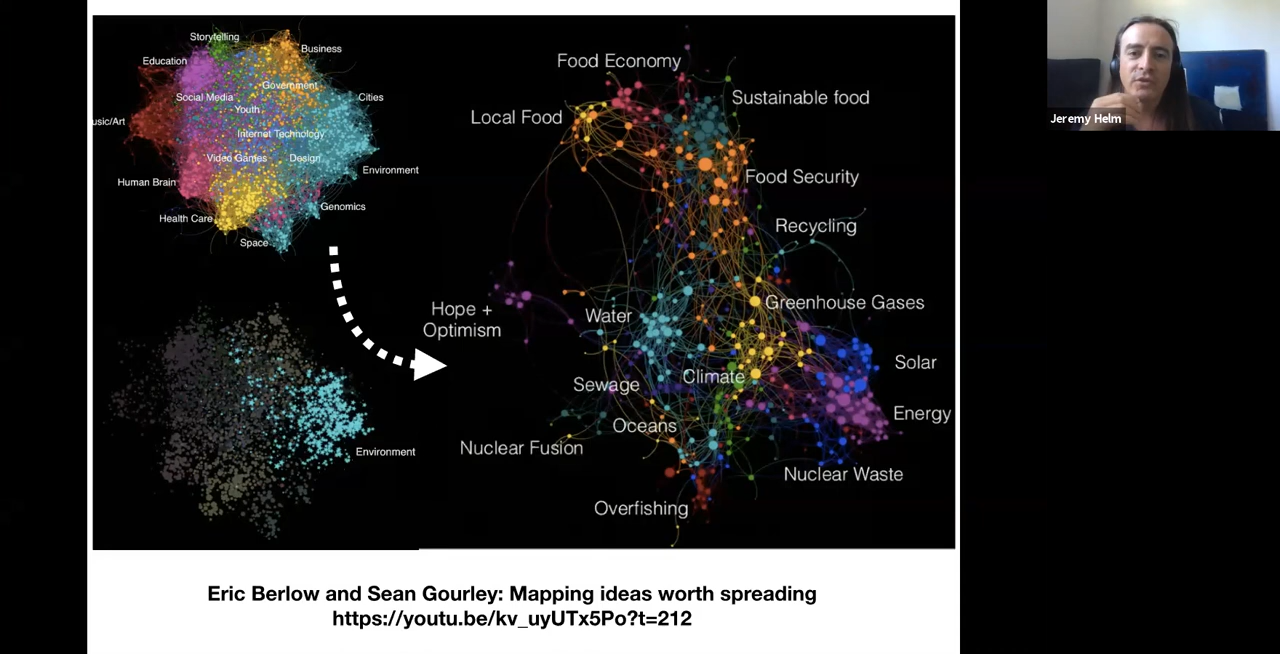 Storytelling
Business
Education
Government
Social Media
Cities
Youth
usic/Art
Internet Technology
Video Games
Design
Environment
Human Brain
Genomics
Health Care
Space
Environment
Food Economy
Sustainable food
Local Food
Food Security
Recycling
Hope +
Optimism
Water
Greenhouse Gases
Solar
Sewage
Climate
Energy
Oceans
Nuclear Fusion
Nuclear Waste
Overfishing
Eric Berlow and Sean Gourley: Mapping ideas worth spreading
https://youtu.be/kv_uyUTx5Po?t=212
Jeremy Helm